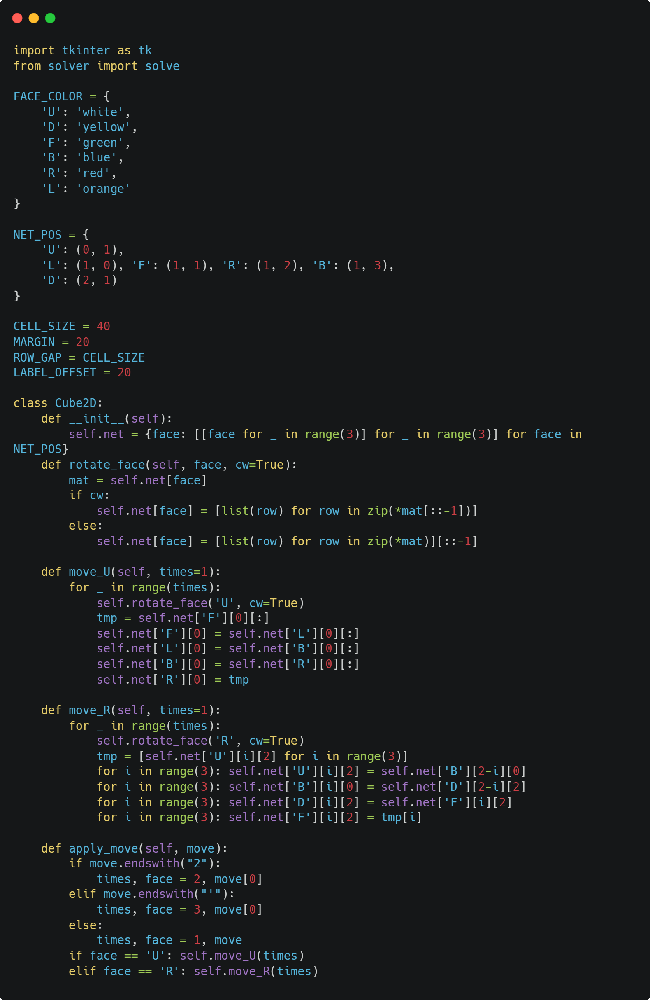 import tkinter as tk
from solver import solve

FACE_COLOR = {
    'U': 'white',
    'D': 'yellow',
    'F': 'green',
    'B': 'blue',
    'R': 'red',
    'L': 'orange'
}

NET_POS = {
    'U': (0, 1),
    'L': (1, 0), 'F': (1, 1), 'R': (1, 2), 'B': (1, 3),
    'D': (2, 1)
}

CELL_SIZE = 40
MARGIN = 20
ROW_GAP = CELL_SIZE
LABEL_OFFSET = 20

class Cube2D:
    def __init__(self):
        self.net = {face: [[face for _ in range(3)] for _ in range(3)] for face in
NET_POS}
    def rotate_face(self, face, cw=True):
        mat = self.net[face]
        if cw:
            self.net[face] = [list(row) for row in zip(*mat[::-1])]
        else:
            self.net[face] = [list(row) for row in zip(*mat)][::-1]

    def move_U(self, times=1):
        for _ in range(times):
            self.rotate_face('U', cw=True)
            tmp = self.net['F'][0][:]
            self.net['F'][0] = self.net['L'][0][:]
            self.net['L'][0] = self.net['B'][0][:]
            self.net['B'][0] = self.net['R'][0][:]
            self.net['R'][0] = tmp

    def move_R(self, times=1):
        for _ in range(times):
            self.rotate_face('R', cw=True)
            tmp = [self.net['U'][i][2] for i in range(3)]
            for i in range(3): self.net['U'][i][2] = self.net['B'][2-i][0]
            for i in range(3): self.net['B'][i][0] = self.net['D'][2-i][2]
            for i in range(3): self.net['D'][i][2] = self.net['F'][i][2]
            for i in range(3): self.net['F'][i][2] = tmp[i]

    def apply_move(self, move):
        if move.endswith("2"):
            times, face = 2, move[0]
        elif move.endswith("'"):
            times, face = 3, move[0]
        else:
            times, face = 1, move
        if face == 'U': self.move_U(times)
        elif face == 'R': self.move_R(times)